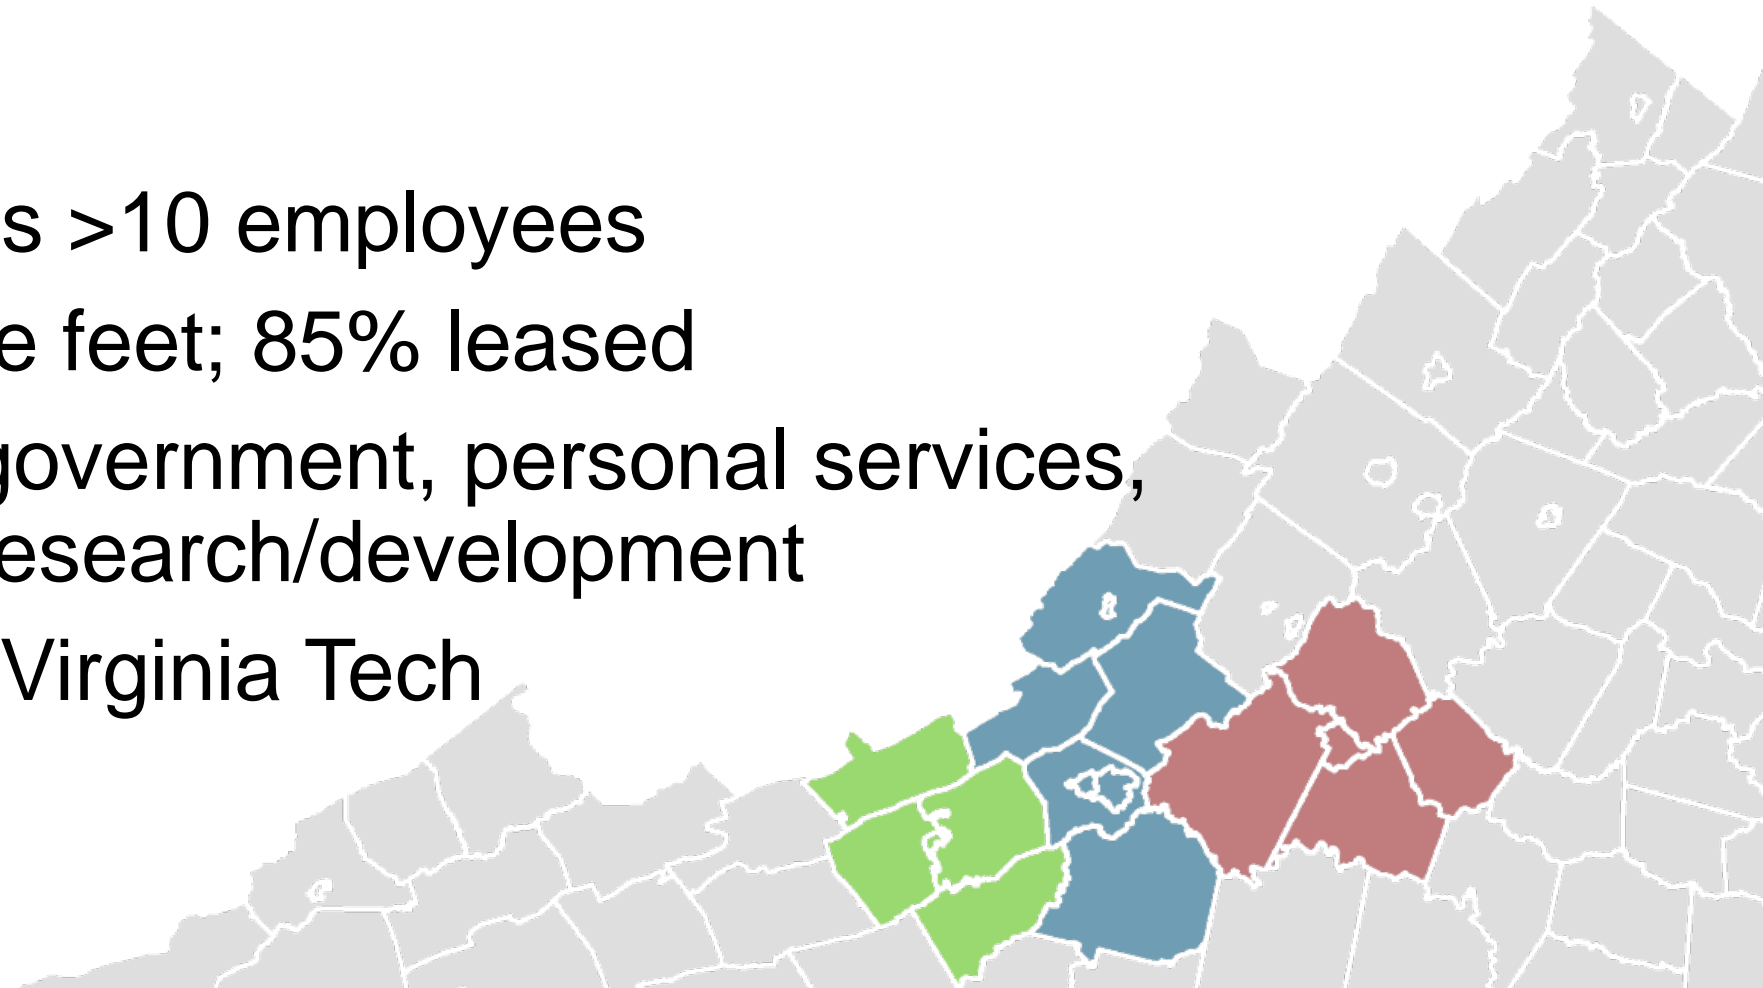 s >10 employees
e feet; 85% leased
government, personal services,
esearch/development
Virginia Tech